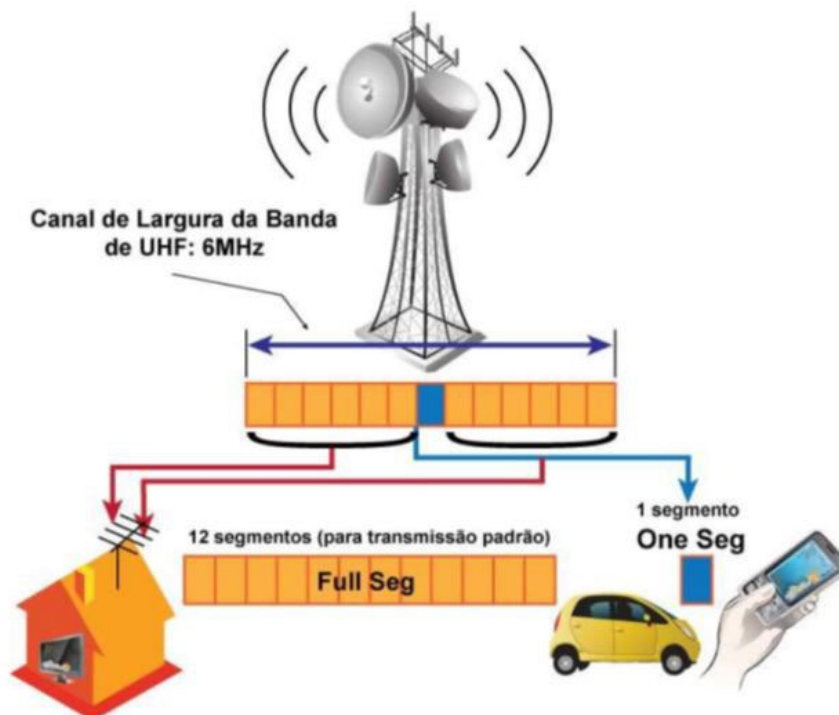 Canal de Largura da Banda
de UHF: 6MHz
12 segmentos (para transmissão padrão)
Full Seg
1 segmento
One Seg